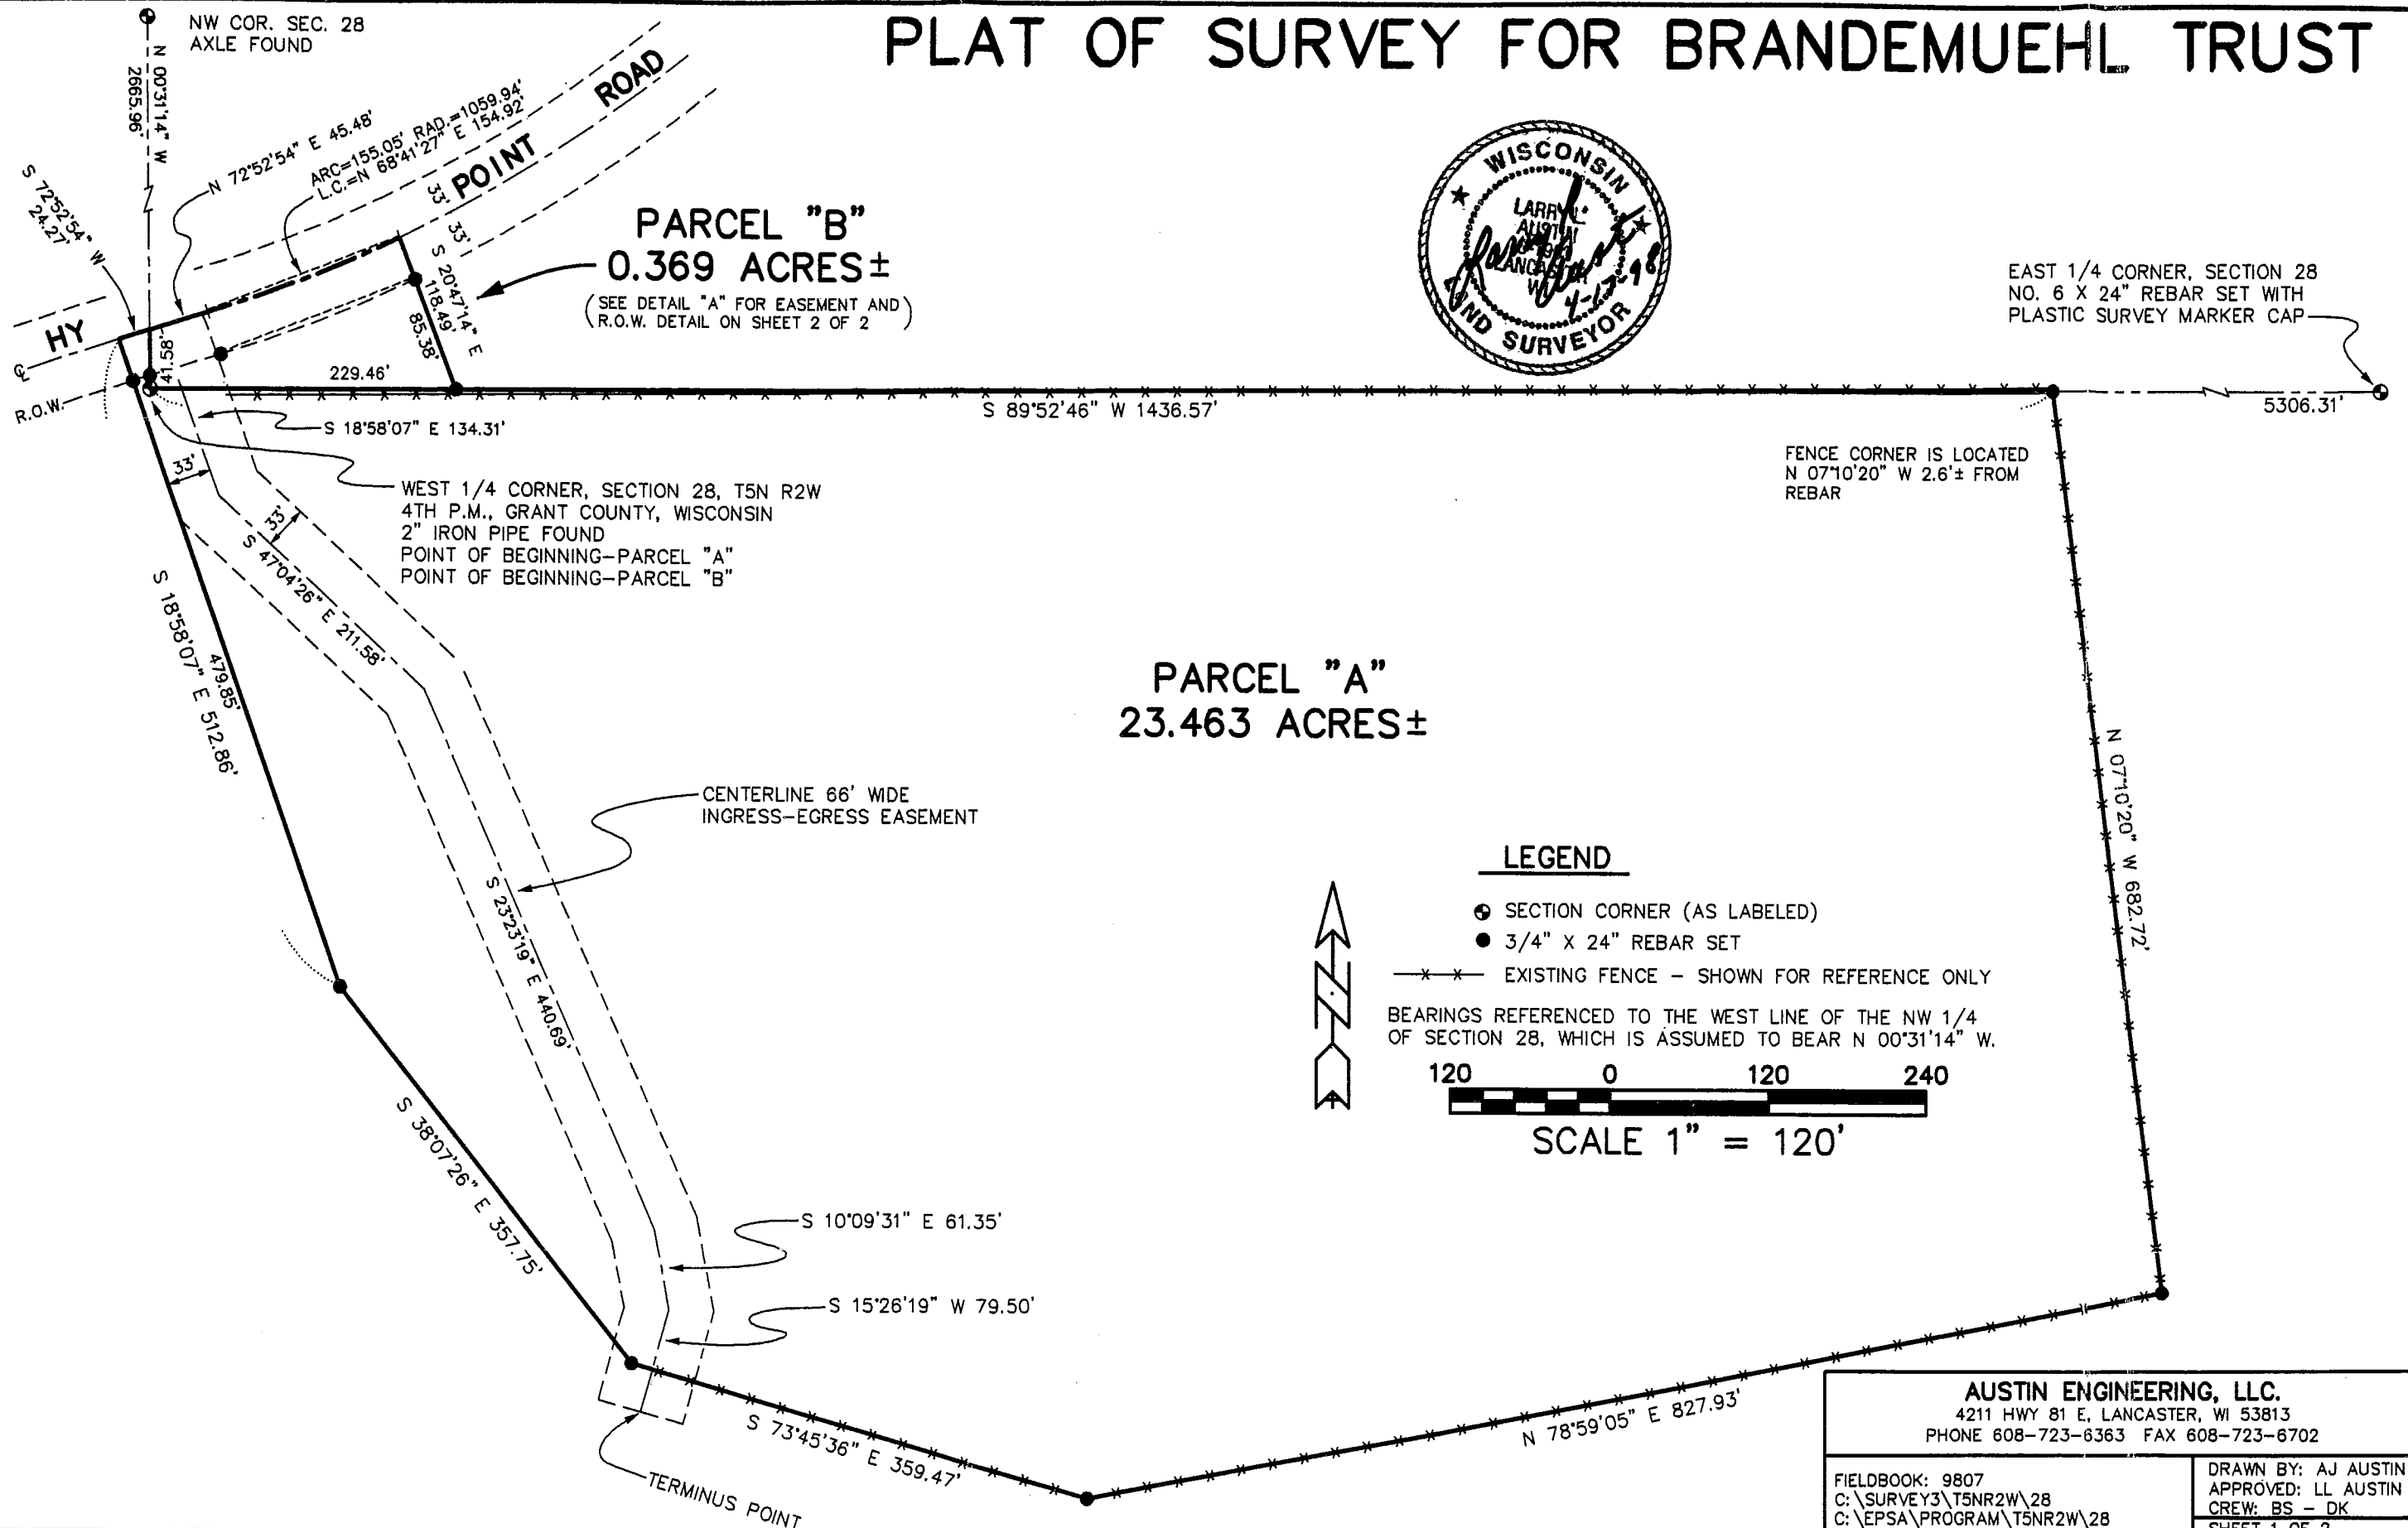 PLAT OF SURVEY FOR BRANDEMUEHL TRUST
NW COR. SEC. 28
AXLE FOUND
N 00°31'14" W
2665.96'
S 72°52'54" W
24.27'
N 72°52'54" E 45.48'
ARC=155.05' RAD.=1059.94'
L.C.=N 68°41'27" E 154.92'
HY
POINT
ROAD
33'
33'
PARCEL "B"
0.369 ACRES±
(SEE DETAIL "A" FOR EASEMENT AND)
R.O.W. DETAIL ON SHEET 2 OF 2
S 20°47'14" E
118.49'
85.38'
41.58'
229.46'
R.O.W.
WISCONSIN
LARRY L.
AUSTIN
LANCASTER
LAND SURVEYOR
EAST 1/4 CORNER, SECTION 28
NO. 6 X 24" REBAR SET WITH
PLASTIC SURVEY MARKER CAP
S 89°52'46" W 1436.57'
5306.31'
S 18°58'07" E 134.31'
33'
WEST 1/4 CORNER, SECTION 28, T5N R2W
4TH P.M., GRANT COUNTY, WISCONSIN
2" IRON PIPE FOUND
POINT OF BEGINNING-PARCEL "A"
POINT OF BEGINNING-PARCEL "B"
FENCE CORNER IS LOCATED
N 07°10'20" W 2.6'± FROM
REBAR
33'
S 47°04'26" E 211.58'
479.85'
S 18°58'07" E 512.86'
PARCEL "A"
23.463 ACRES±
N 07°10'20" W 682.72'
CENTERLINE 66' WIDE
INGRESS-EGRESS EASEMENT
S 23°23'19" E 440.69'
LEGEND
SECTION CORNER (AS LABELED)
3/4" X 24" REBAR SET
EXISTING FENCE - SHOWN FOR REFERENCE ONLY
BEARINGS REFERENCED TO THE WEST LINE OF THE NW 1/4
OF SECTION 28, WHICH IS ASSUMED TO BEAR N 00°31'14" W.
N
120 0 120 240
SCALE 1" = 120'
S 38°07'26" E 357.75'
S 10°09'31" E 61.35'
S 15°26'19" W 79.50'
S 73°45'36" E 359.47'
N 78°59'05" E 827.93'
TERMINUS POINT
AUSTIN ENGINEERING, LLC.
4211 HWY 81 E, LANCASTER, WI 53813
PHONE 608-723-6363 FAX 608-723-6702
FIELDBOOK: 9807
C:\SURVEY3\T5NR2W\28
C:\EPSA\PROGRAM\T5NR2W\28
DRAWN BY: AJ AUSTIN
APPROVED: LL AUSTIN
CREW: BS - DK
SHEET 1 OF 2